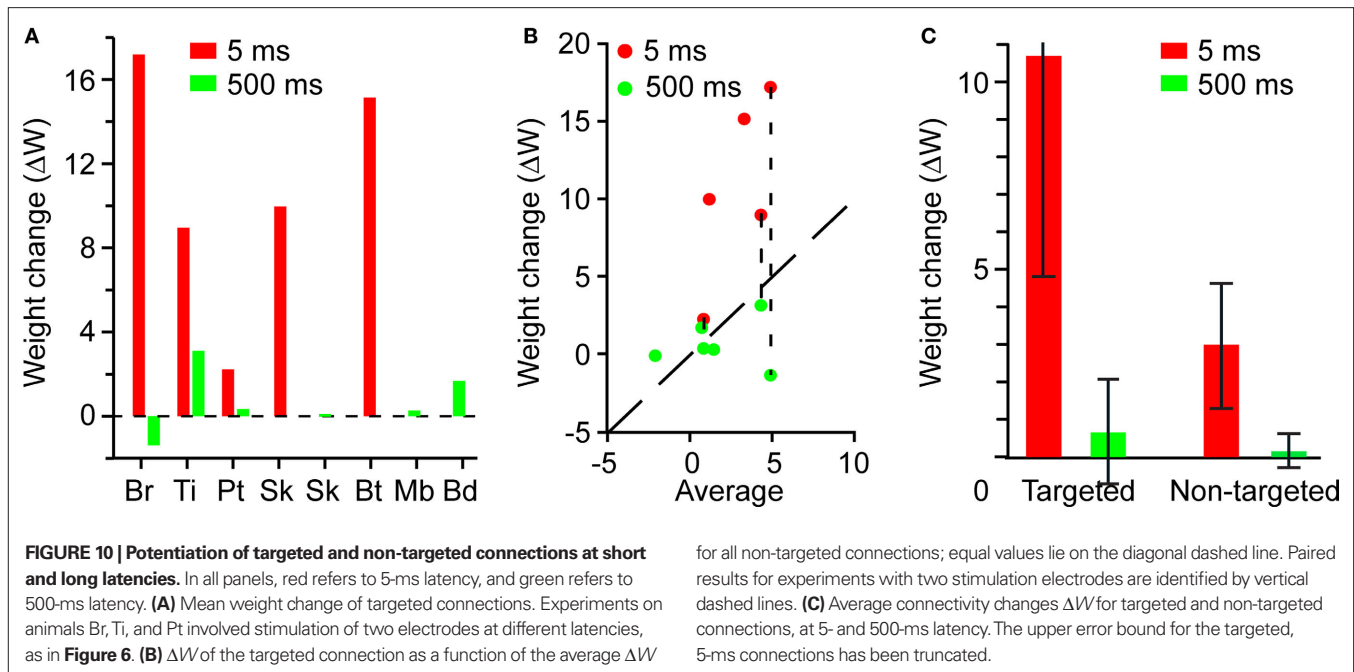 A
5 ms
500 ms
Weight change (ΔW)
16
12
8
4
0
Br Ti Pt Sk Sk Bt Mb Bd
B
5 ms
500 ms
Weight change (ΔW)
20
15
10
5
0
-5
-5 0 5 10
Average
C
5 ms
500 ms
Weight change (ΔW)
10
5
0
Targeted Non-targeted
FIGURE 10 | Potentiation of targeted and non-targeted connections at short
and long latencies. In all panels, red refers to 5-ms latency, and green refers to
500-ms latency. (A) Mean weight change of targeted connections. Experiments on
animals Br, Ti, and Pt involved stimulation of two electrodes at different latencies,
as in Figure 6. (B) ΔW of the targeted connection as a function of the average ΔW
for all non-targeted connections; equal values lie on the diagonal dashed line. Paired
results for experiments with two stimulation electrodes are identified by vertical
dashed lines. (C) Average connectivity changes ΔW for targeted and non-targeted
connections, at 5- and 500-ms latency. The upper error bound for the targeted,
5-ms connections has been truncated.